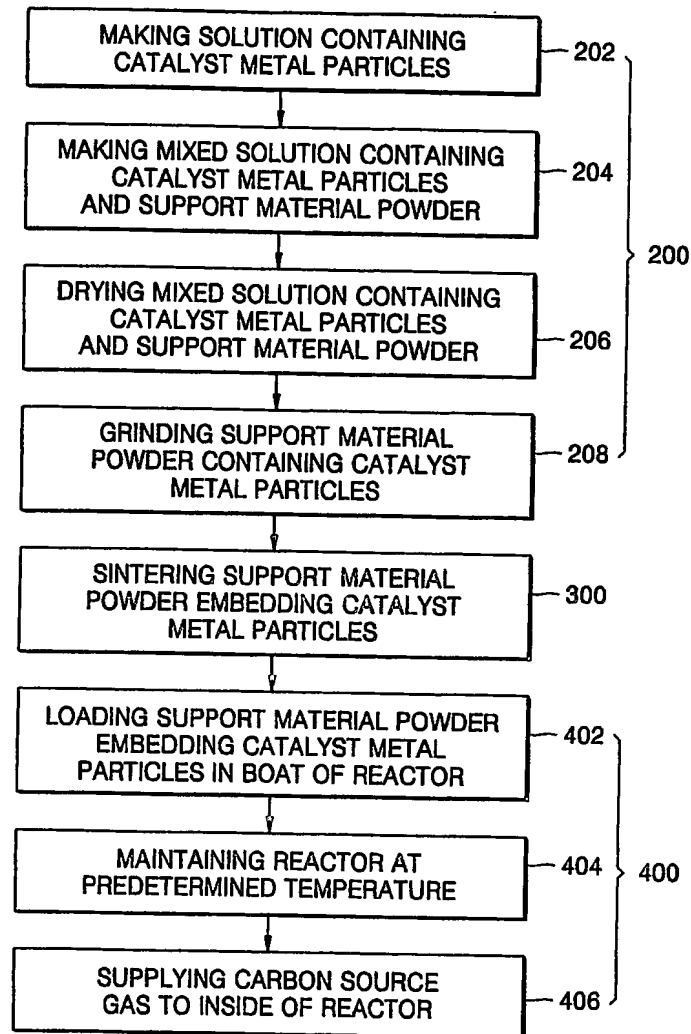 MAKING SOLUTION CONTAINING
CATALYST METAL PARTICLES
202
MAKING MIXED SOLUTION CONTAINING
CATALYST METAL PARTICLES
AND SUPPORT MATERIAL POWDER
204
200
DRYING MIXED SOLUTION CONTAINING
CATALYST METAL PARTICLES
AND SUPPORT MATERIAL POWDER
206
GRINDING SUPPORT MATERIAL
POWDER CONTAINING CATALYST
METAL PARTICLES
208
SINTERING SUPPORT MATERIAL
POWDER EMBEDDING CATALYST
METAL PARTICLES
300
LOADING SUPPORT MATERIAL POWDER
EMBEDDING CATALYST METAL
PARTICLES IN BOAT OF REACTOR
402
MAINTAINING REACTOR AT
PREDETERMINED TEMPERATURE
404
400
SUPPLYING CARBON SOURCE
GAS TO INSIDE OF REACTOR
406